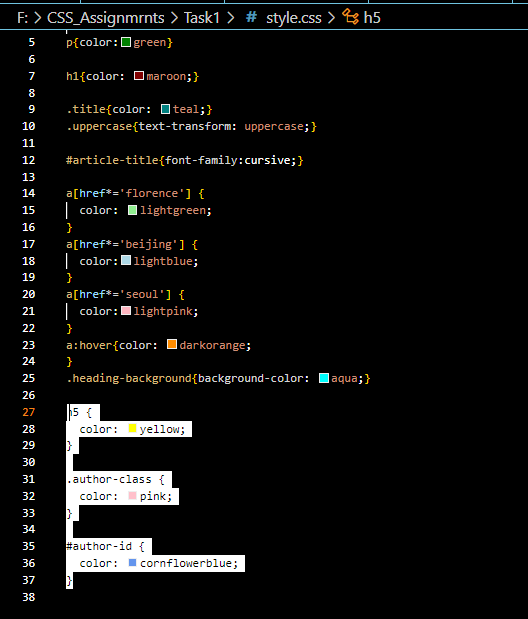 F: > CSS_Assignmrnts > Task1 > # style.css > h5
5 p{color:green}
6
7 h1{color: maroon;}
8
9 .title{color: teal;}
10 .uppercase{text-transform: uppercase;}
11
12 #article-title{font-family:cursive;}
13
14 a[href*='florence'] {
15 color: lightgreen;
16 }
17 a[href*='beijing'] {
18 color:lightblue;
19 }
20 a[href*='seoul'] {
21 color:lightpink;
22 }
23 a:hover{color: darkorange;
24 }
25 .heading-background{background-color: aqua;}
26
27 h5 {
28 color: yellow;
29 }
30
31 .author-class {
32 color: pink;
33 }
34
35 #author-id {
36 color: cornflowerblue;
37 }
38